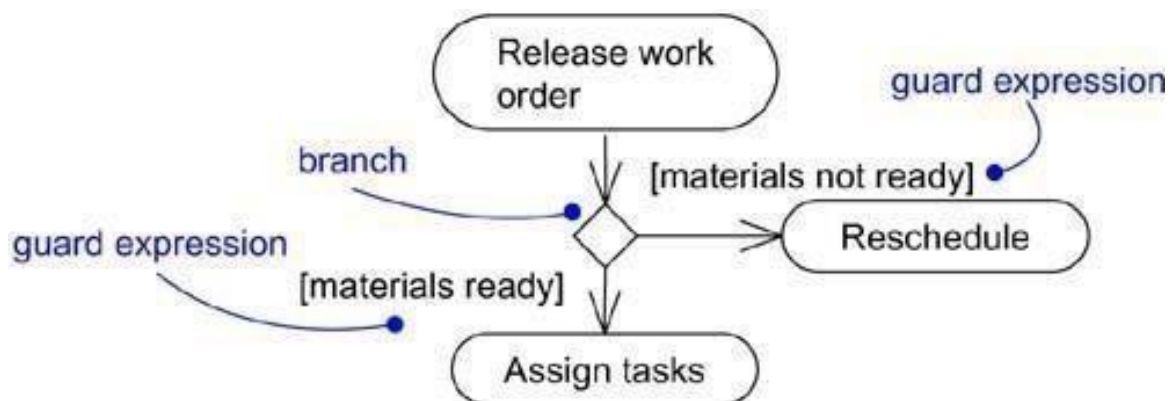 Release work
order
guard expression
branch
[materials not ready]
guard expression
Reschedule
[materials ready]
Assign tasks